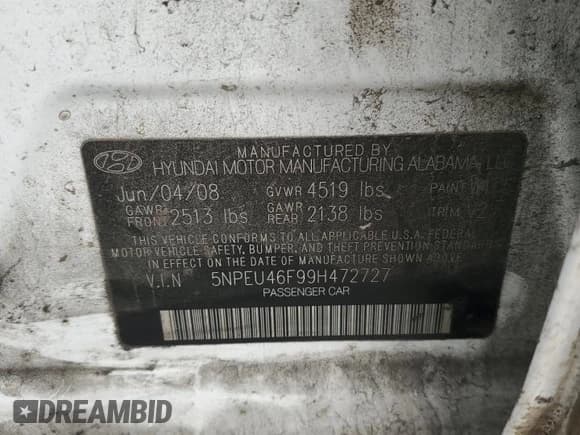 MANUFACTURED BY
HYUNDAI MOTOR MANUFACTURING ALABAMA,
Jun/04/08 GVWR 4519 lbs PAINT
GAWR FRONT 2513 lbs GAWR REAR 2138 lbs TRIM
THIS VEHICLE CONFORMS TO ALL APPLICABLE U.S.A. FEDERAL
MOTOR VEHICLE SAFETY, BUMPER, AND THEFT PREVENTION STANDARDS
IN EFFECT ON THE DATE OF MANUFACTURE SHOWN ABOVE.
V.I.N 5NPEU46F99H472727
PASSENGER CAR
DREAMBID